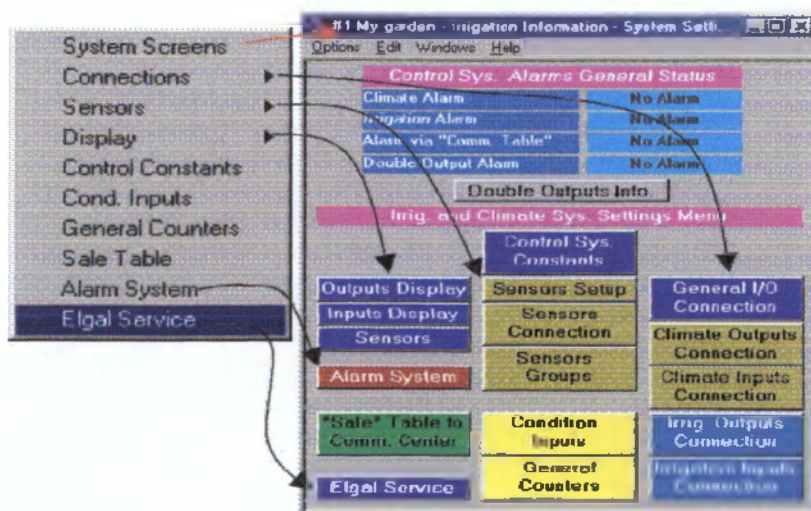 System Screens
Connections
Sensors
Display
Control Constants
Cond. Inputs
General Counters
Sale Table
Alarm System
Elgal Service
#1 My garden - Irrigation Information - System Setti.
Options Edit Windows Help
Control Sys. Alarms General Status
Climate Alarm No Alarm
Irrigation Alarm No Alarm
Alarm via "Comm. Table" No Alarm
Double Output Alarm No Alarm
Double Outputs Info.
Irrig. and Climate Sys. Settings Menu
Control Sys.
Constants
Outputs Display
Inputs Display
Sensors
Alarm System
"Sale" Table to
Comm. Center
Elgal Service
Sensors Setup
Sensors
Connection
Sensors
Groups
Condition
Inputs
General
Counters
General I/O
Connection
Climate Outputs
Connection
Climate Inputs
Connection
Irrig. Outputs
Connection
Irrigation Inputs
Connection